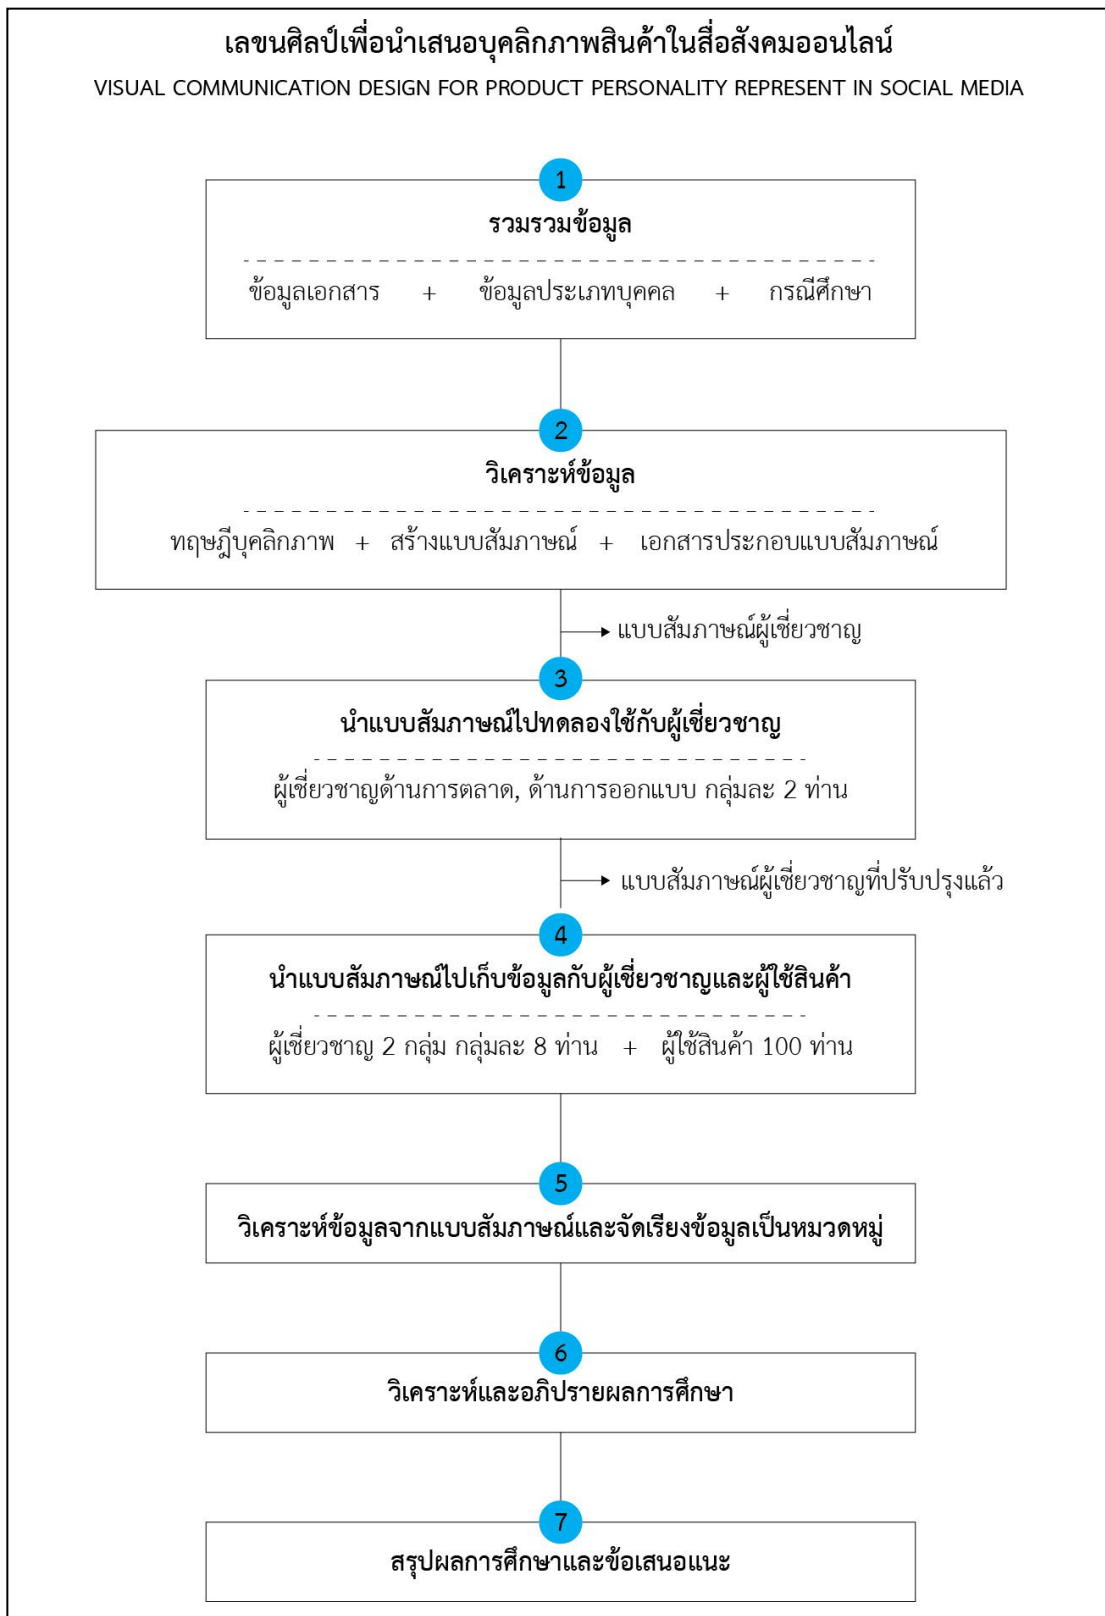 เลขนศิลป์เพื่อนำเสนอบุคลิกภาพสินค้าในสื่อสังคมออนไลน์
VISUAL COMMUNICATION DESIGN FOR PRODUCT PERSONALITY REPRESENT IN SOCIAL MEDIA
1
รวมรวมข้อมูล
ข้อมูลเอกสาร + ข้อมูลประเภทบุคคล + กรณีศึกษา
2
วิเคราะห์ข้อมูล
ทฤษฎีบุคลิกภาพ + สร้างแบบสัมภาษณ์ + เอกสารประกอบแบบสัมภาษณ์
แบบสัมภาษณ์ผู้เชี่ยวชาญ
3
นำแบบสัมภาษณ์ไปทดลองใช้กับผู้เชี่ยวชาญ
ผู้เชี่ยวชาญด้านการตลาด, ด้านการออกแบบ กลุ่มละ 2 ท่าน
แบบสัมภาษณ์ผู้เชี่ยวชาญที่ปรับปรุงแล้ว
4
นำแบบสัมภาษณ์ไปเก็บข้อมูลกับผู้เชี่ยวชาญและผู้ใช้สินค้า
ผู้เชี่ยวชาญ 2 กลุ่ม กลุ่มละ 8 ท่าน + ผู้ใช้สินค้า 100 ท่าน
5
วิเคราะห์ข้อมูลจากแบบสัมภาษณ์และจัดเรียงข้อมูลเป็นหมวดหมู่
6
วิเคราะห์และอภิปรายผลการศึกษา
7
สรุปผลการศึกษาและข้อเสนอแนะ